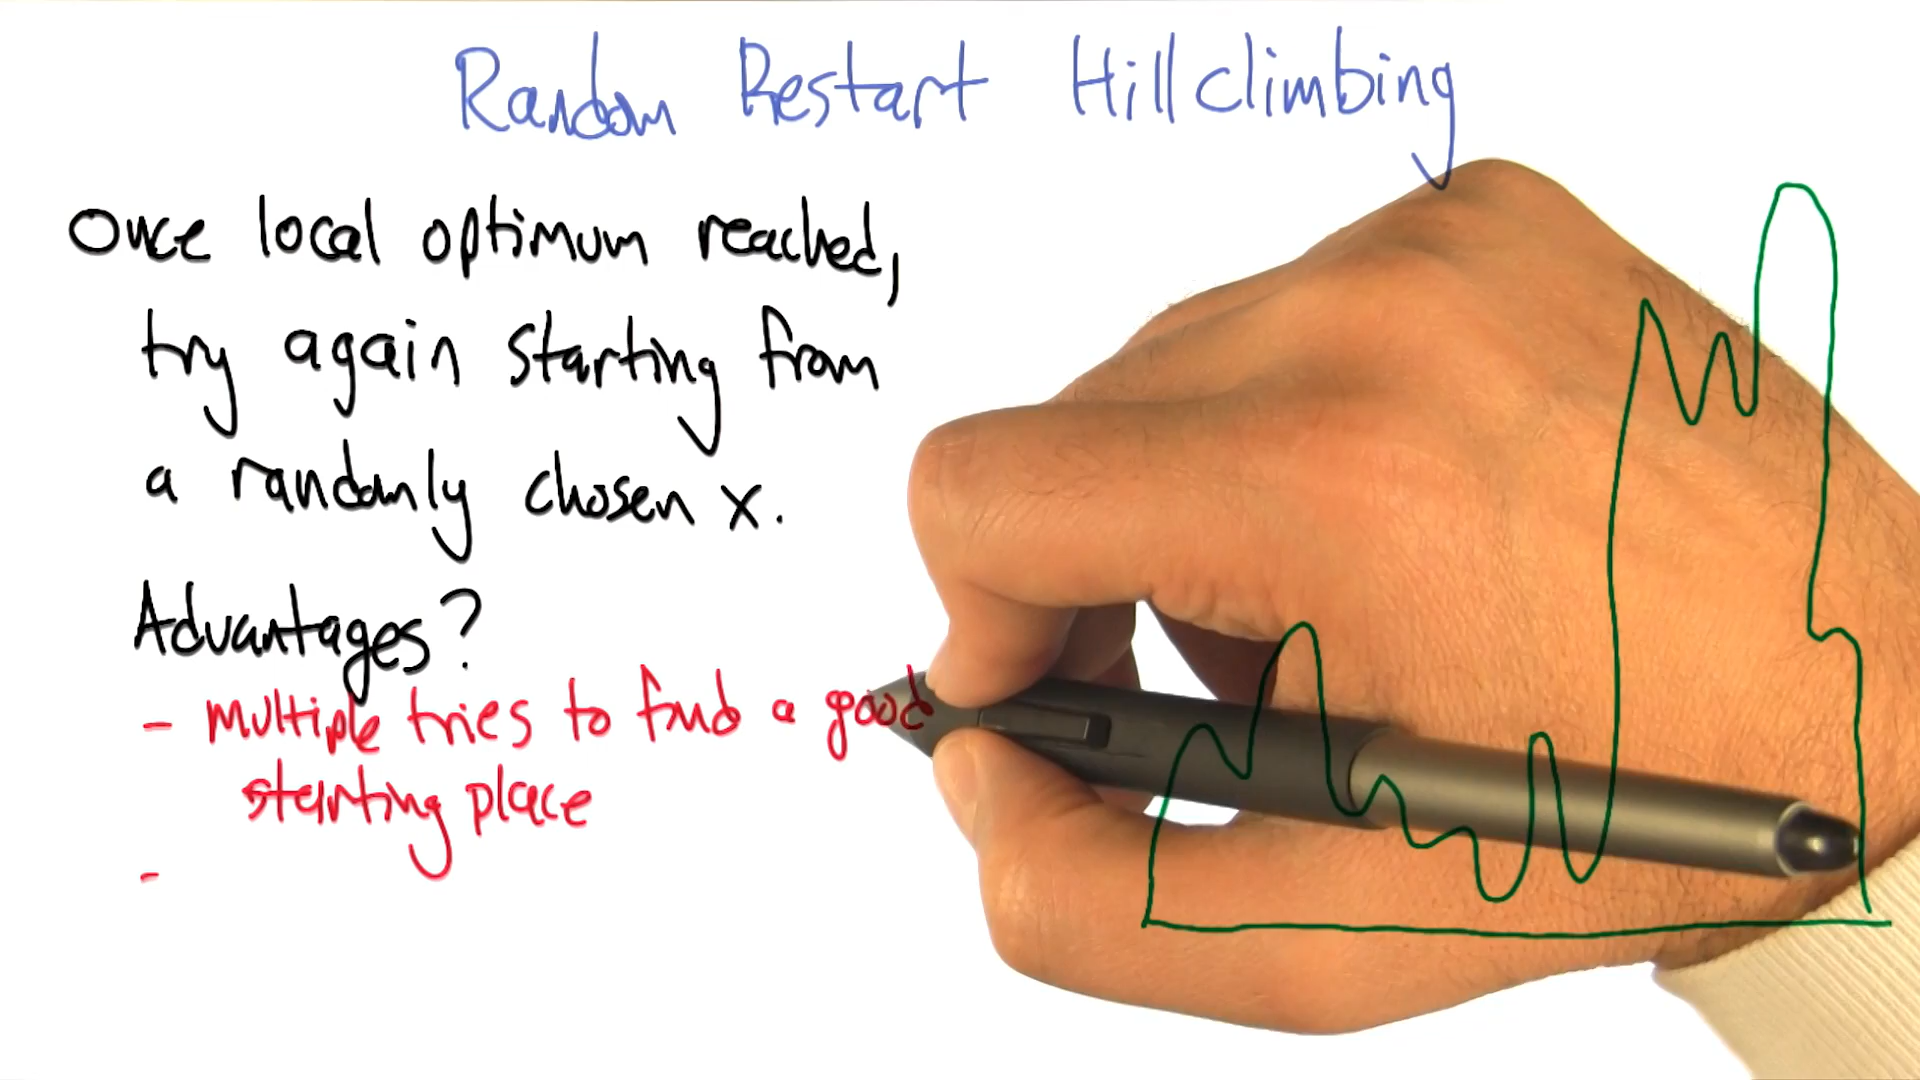 Random Restart Hillclimbing
Once local optimum reached,
try again starting from
a randomly chosen x.
Advantages?
- multiple tries to find a good
starting place
-